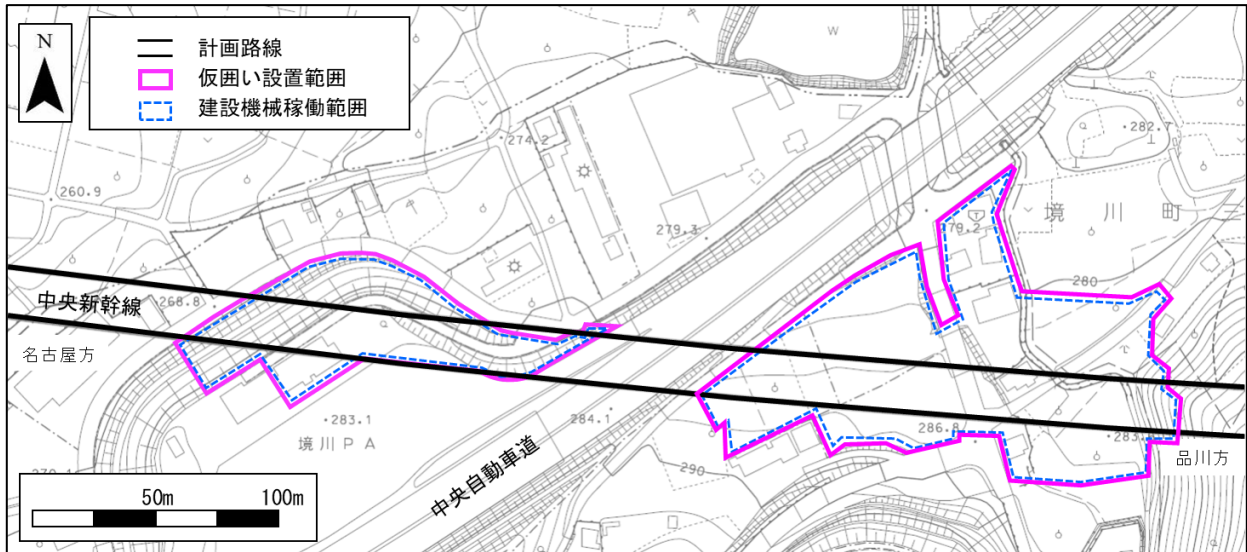 N
計画路線
仮囲い設置範囲
建設機械稼働範囲
W
282.7
274.2
260.9
境川町三
279.3
279.2
280
268.8
中央新幹線
名古屋方
283.1
284.1
286.8
境川PA
290
品川方
中央自動車道
50m
100m